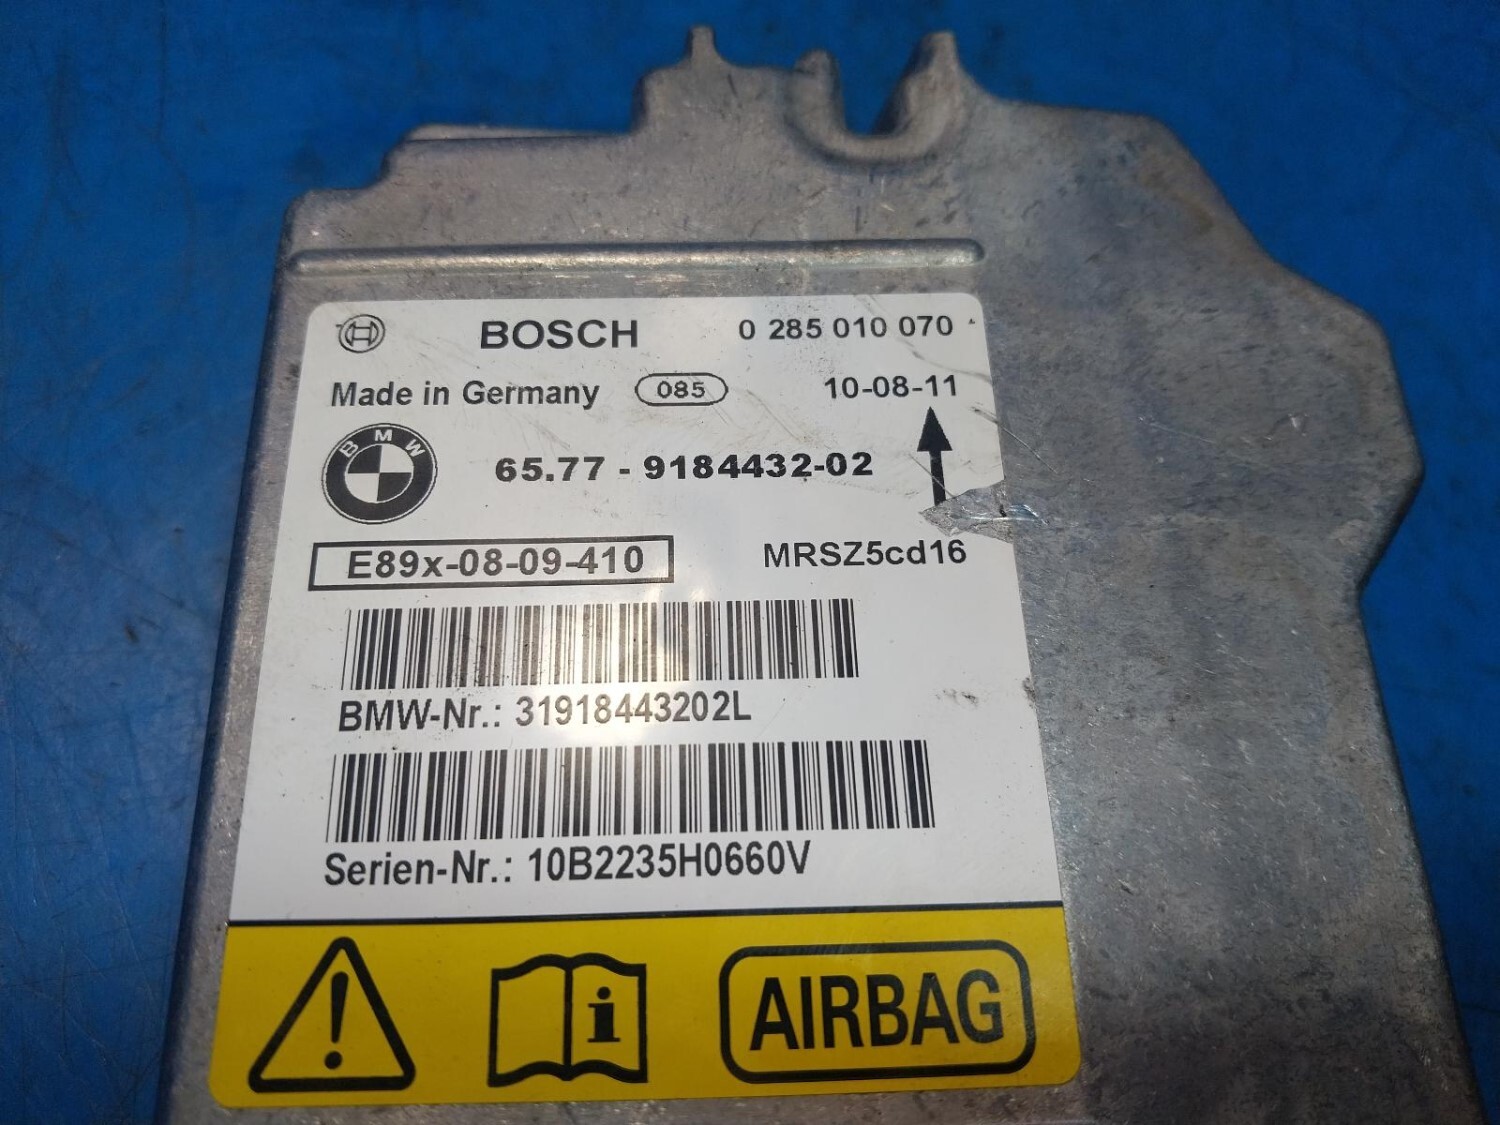 BOSCH 0 285 010 070
Made in Germany 085 10-08-11
BMW
65.77 - 9184432-02
E89x-08-09-410 MRSZ5cd16
BMW-Nr.: 31918443202L
Serien-Nr.: 10B2235H0660V
! i AIRBAG